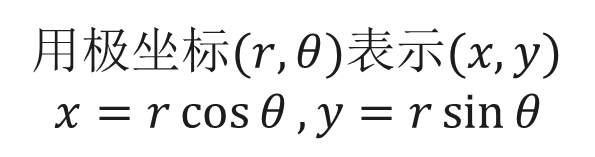 用极坐标(r, θ)表示(x, y)
x = r cos θ , y = r sin θ